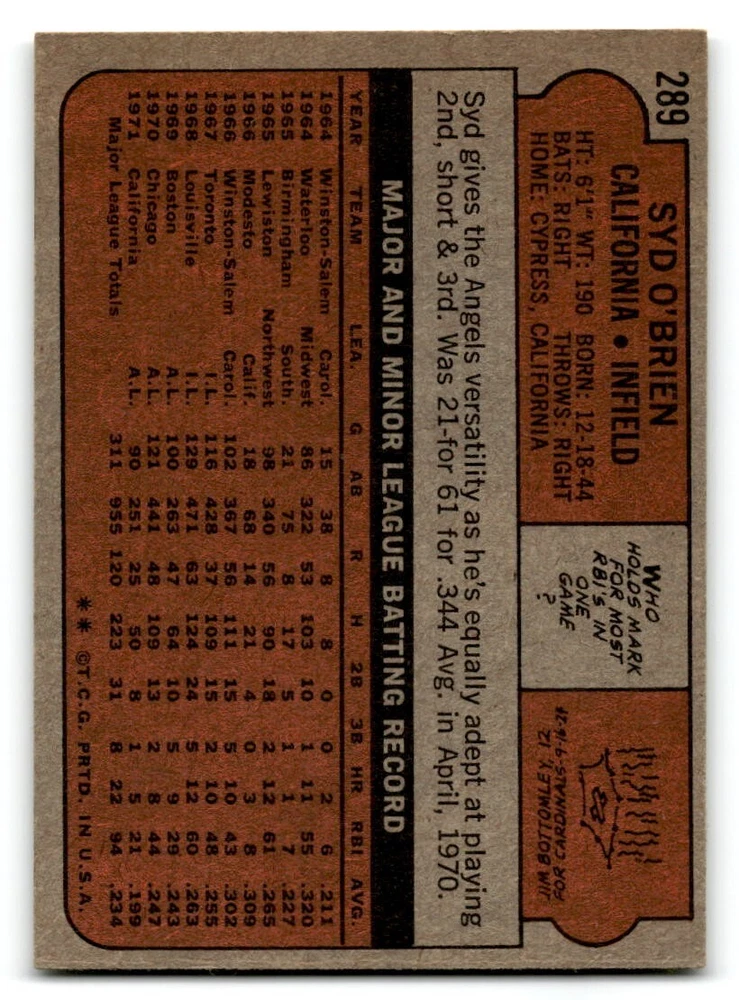 289
SYD O'BRIEN
CALIFORNIA • INFIELD
HT: 6'1" WT: 190 BORN: 12-18-44
BATS: RIGHT THROWS: RIGHT
HOME: CYPRESS, CALIFORNIA
WHO
HOLDS MARK
FOR MOST
RBI'S IN
ONE
GAME
?
JIM BOTTOMLEY, 12
FOR CARDINALS-9-16-24
Syd gives the Angels versatility as he's equally adept at playing
2nd, short & 3rd. Was 21-for 61 for .344 Avg. in April, 1970.
MAJOR AND MINOR LEAGUE BATTING RECORD
YEAR TEAM LEA. G AB R H 2B 3B HR RBI AVG.
1964 Winston-Salem Carol. 15 38 8 8 0 0 2 6 .211
1964 Waterloo Midwest 86 322 53 103 10 1 11 55 .320
1965 Birmingham South. 21 75 8 17 5 1 1 7 .227
1965 Lewiston Northwest 98 340 56 90 18 2 12 61 .265
1966 Modesto Calif. 18 68 14 21 4 0 3 8 .309
1966 Winston-Salem Carol. 102 367 56 111 15 5 10 43 .302
1967 Toronto I.L. 116 428 37 109 15 2 10 48 .255
1968 Louisville I.L. 129 471 63 124 24 5 12 60 .263
1969 Boston A.L. 100 263 47 64 10 5 9 29 .243
1970 Chicago A.L. 121 441 48 109 13 2 8 44 .247
1971 California A.L. 90 251 25 50 8 1 5 21 .199
Major League Totals 311 955 120 223 31 8 22 94 .234
** ©T.C.G. PRTD. IN U.S.A.